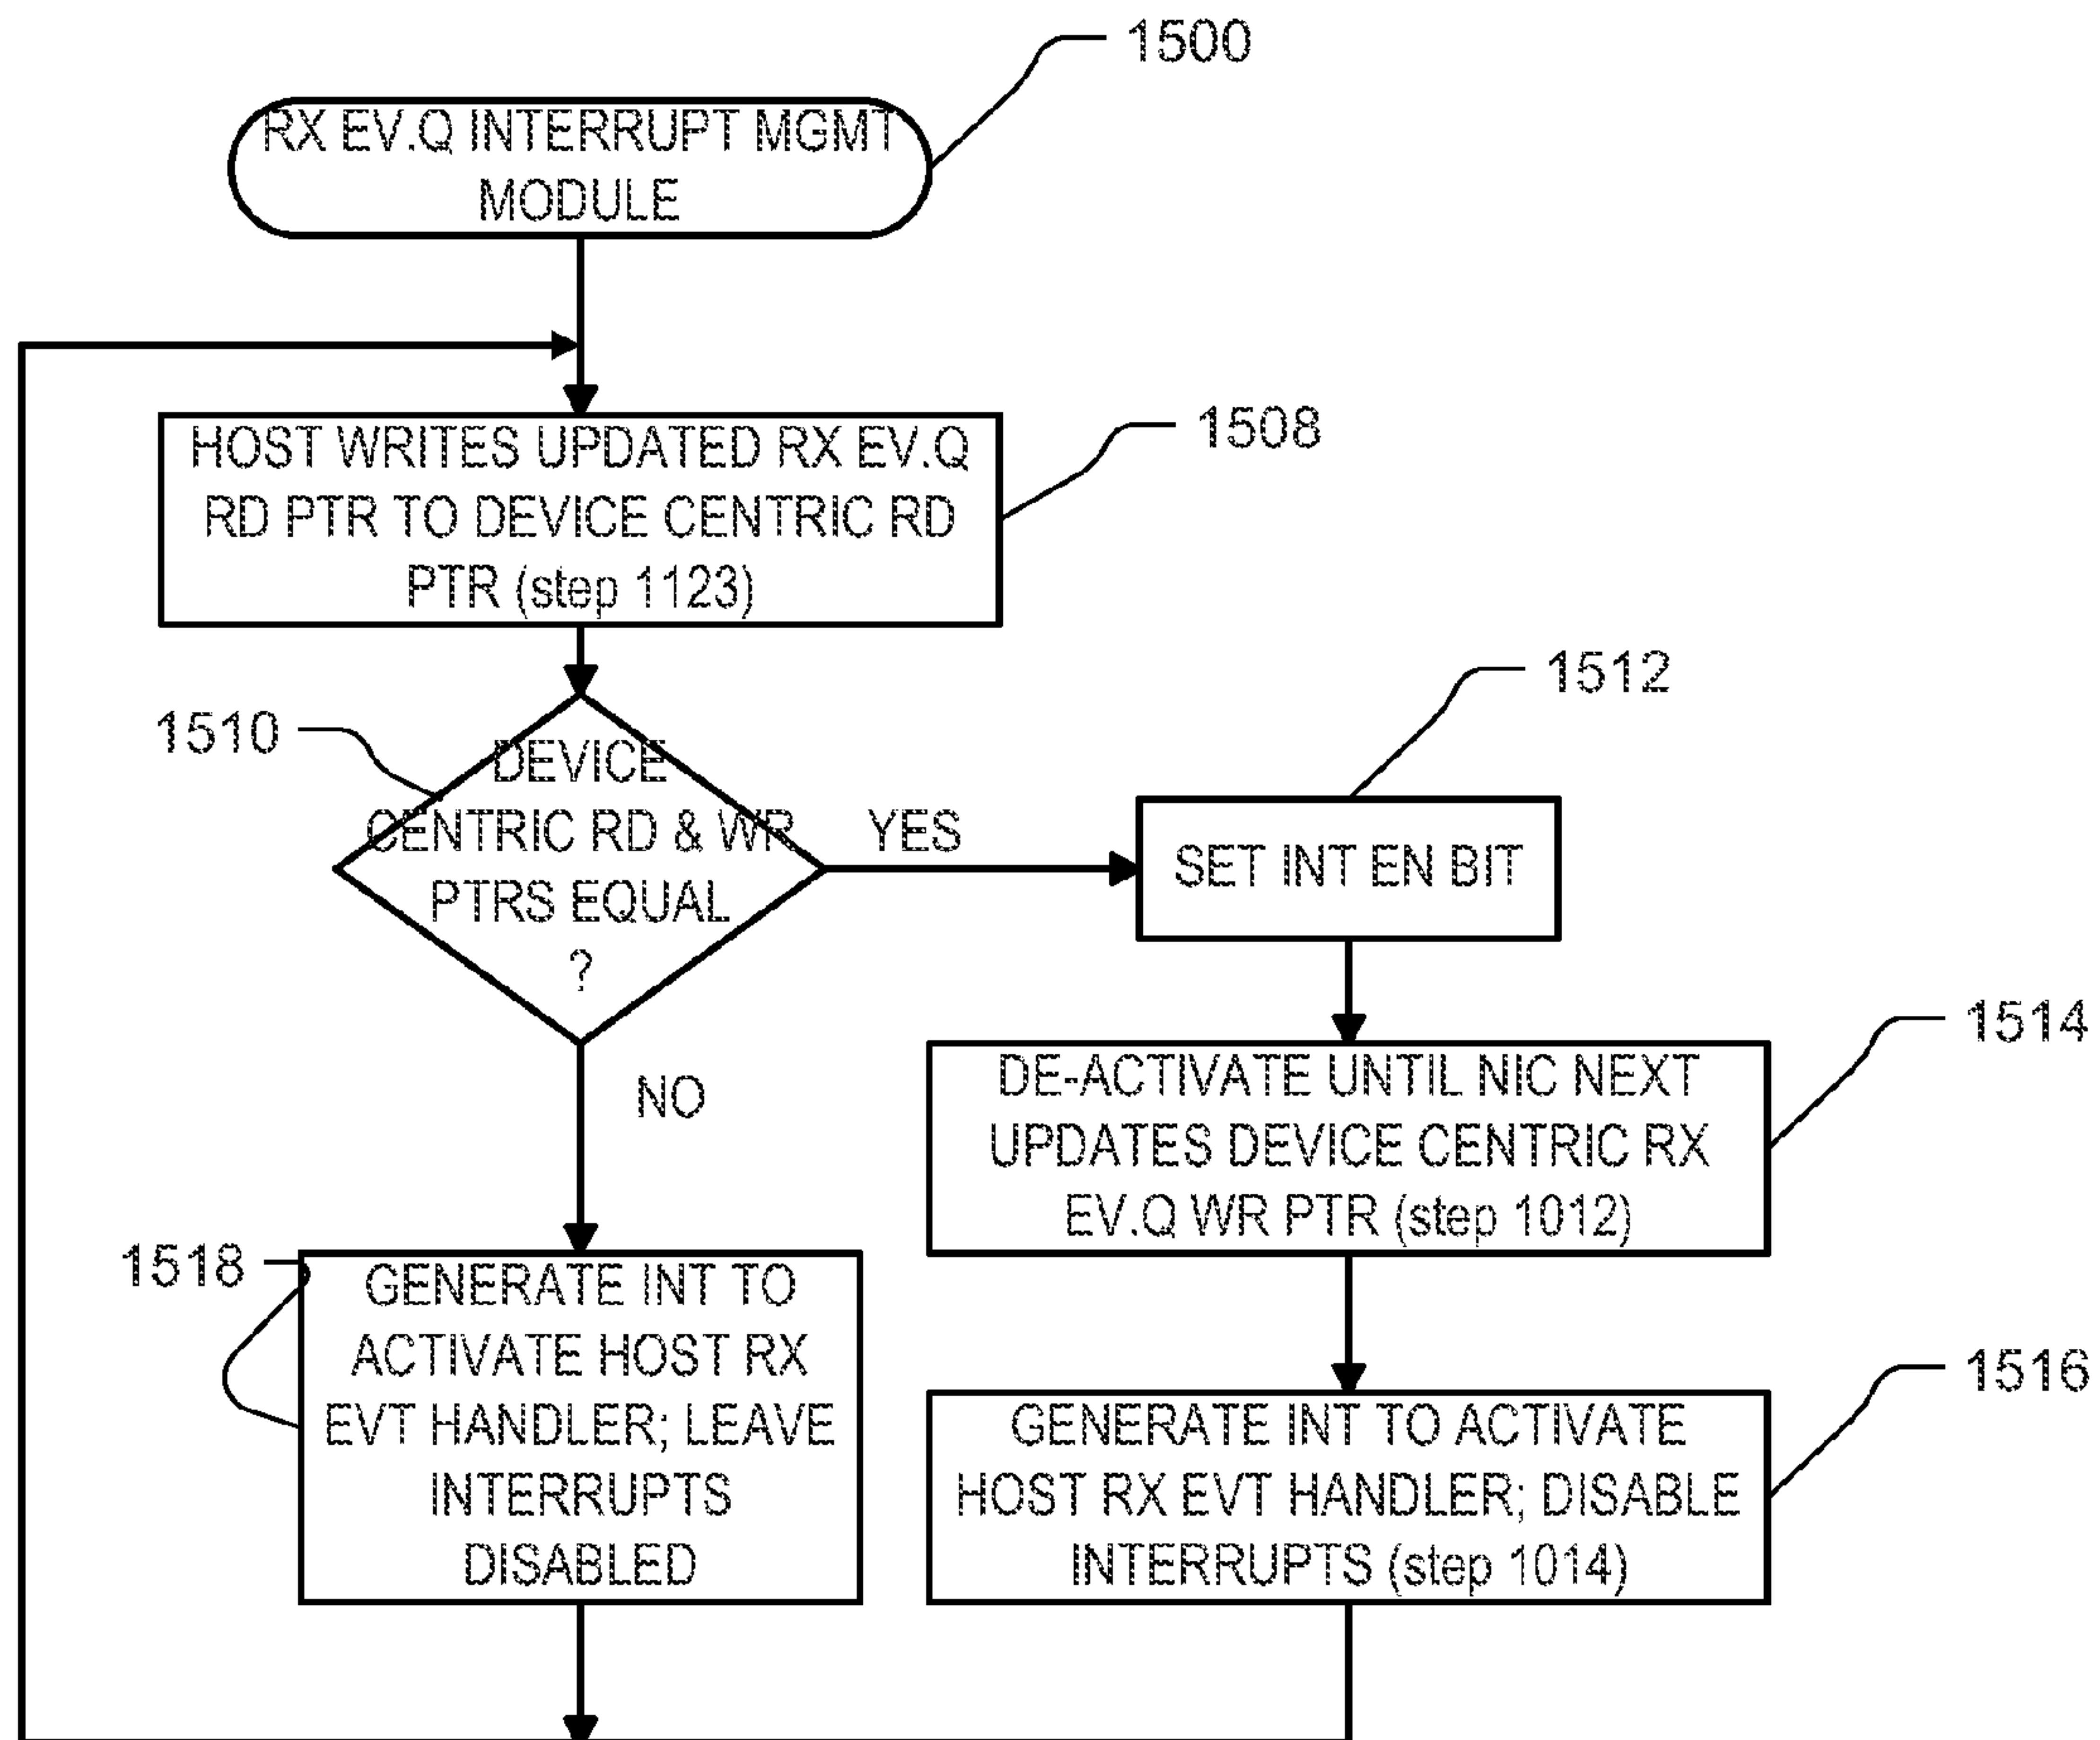 1500
RX EV.Q INTERRUPT MGMT
MODULE
1508
HOST WRITES UPDATED RX EV.Q
RD PTR TO DEVICE CENTRIC RD
PTR (step 1123)
1510
DEVICE
CENTRIC RD & WR
PTRS EQUAL
?
YES
NO
1512
SET INT EN BIT
1514
DE-ACTIVATE UNTIL NIC NEXT
UPDATES DEVICE CENTRIC RX
EV.Q WR PTR (step 1012)
1518
GENERATE INT TO
ACTIVATE HOST RX
EVT HANDLER; LEAVE
INTERRUPTS
DISABLED
1516
GENERATE INT TO ACTIVATE
HOST RX EVT HANDLER; DISABLE
INTERRUPTS (step 1014)